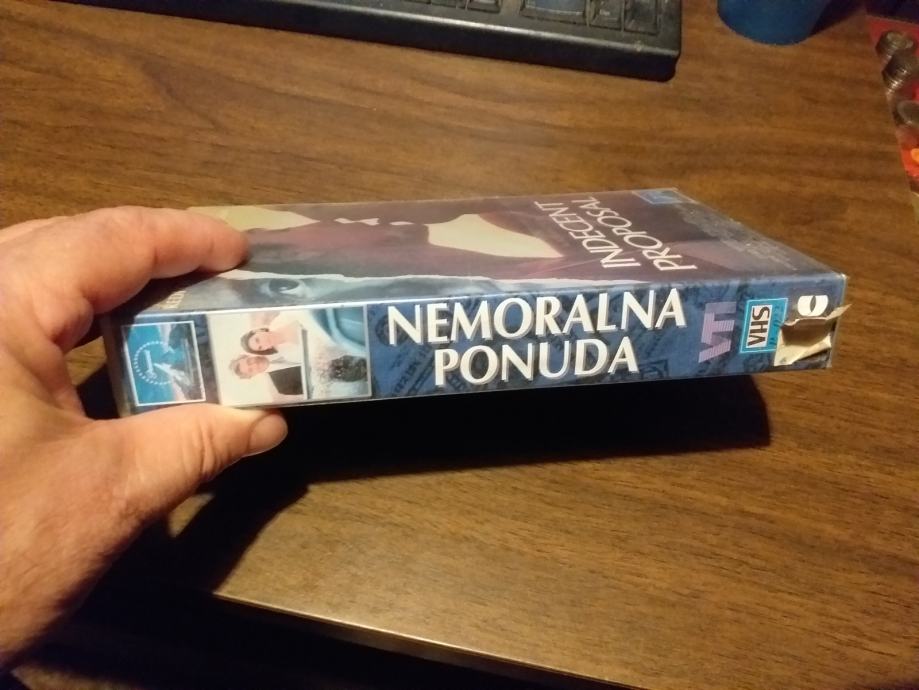 INDECENT
PROPOSAL
NEMORALNA
PONUDA
VTI
VHS